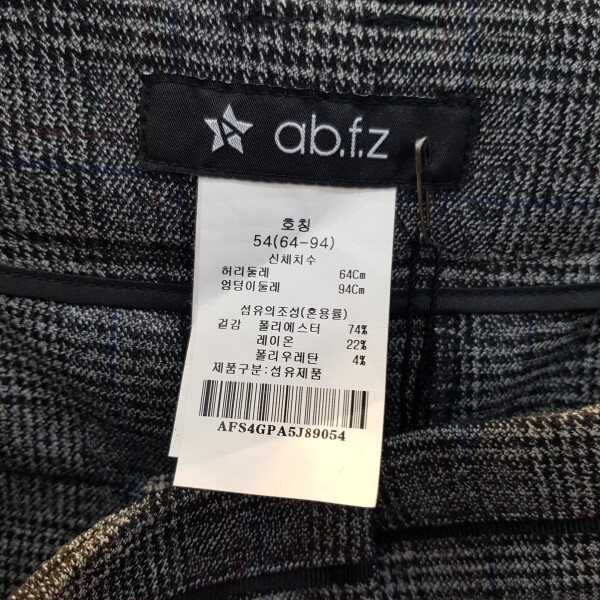 ab.f.z
호칭
54(64-94)
신체치수
허리둘레 64Cm
엉덩이둘레 94Cm
섬유의조성(혼용률)
겉감 폴리에스터 74%
레이온 22%
폴리우레탄 4%
제품구분:섬유제품
AFS4GPA5J89054